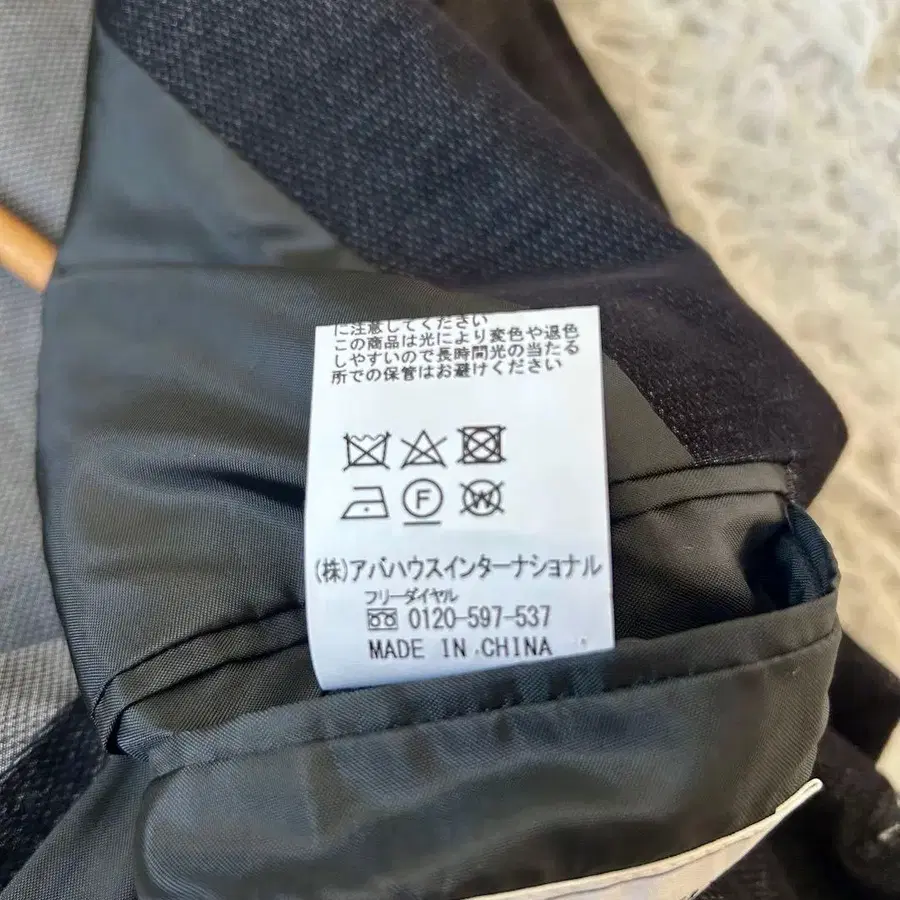 に注意してください
この商品は光により変色や退色
しやすいので長時間光の当たる
所での保管はお避けください
F
W
(株)アバハウスインターナショナル
フリーダイヤル
0120-597-537
MADE IN CHINA